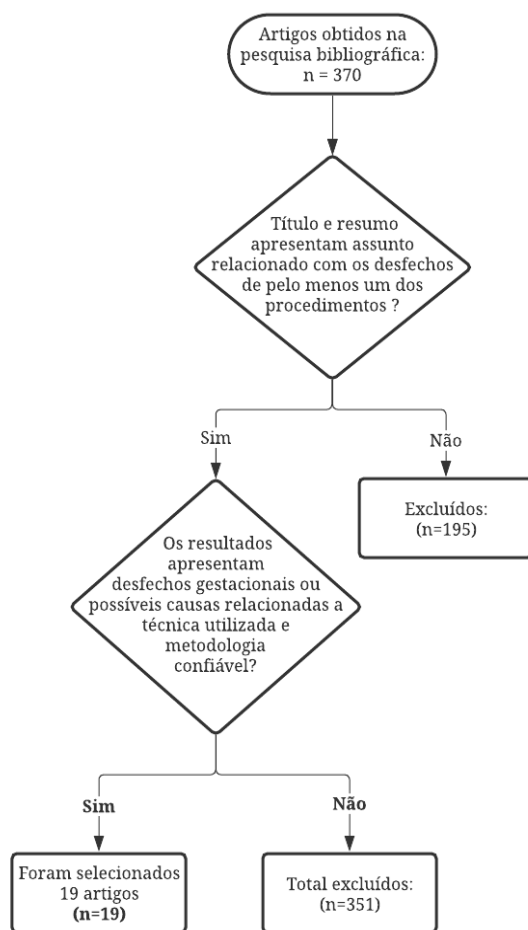 Artigos obtidos na
pesquisa bibliográfica:
n = 370
Título e resumo
apresentam assunto
relacionado com os desfechos
de pelo menos um dos
procedimentos ?
Sim
Não
Excluídos:
(n=195)
Os resultados
apresentam
desfechos gestacionais ou
possíveis causas relacionadas a
técnica utilizada e
metodologia
confiável?
Sim
Não
Foram selecionados
19 artigos
(n=19)
Total excluídos:
(n=351)